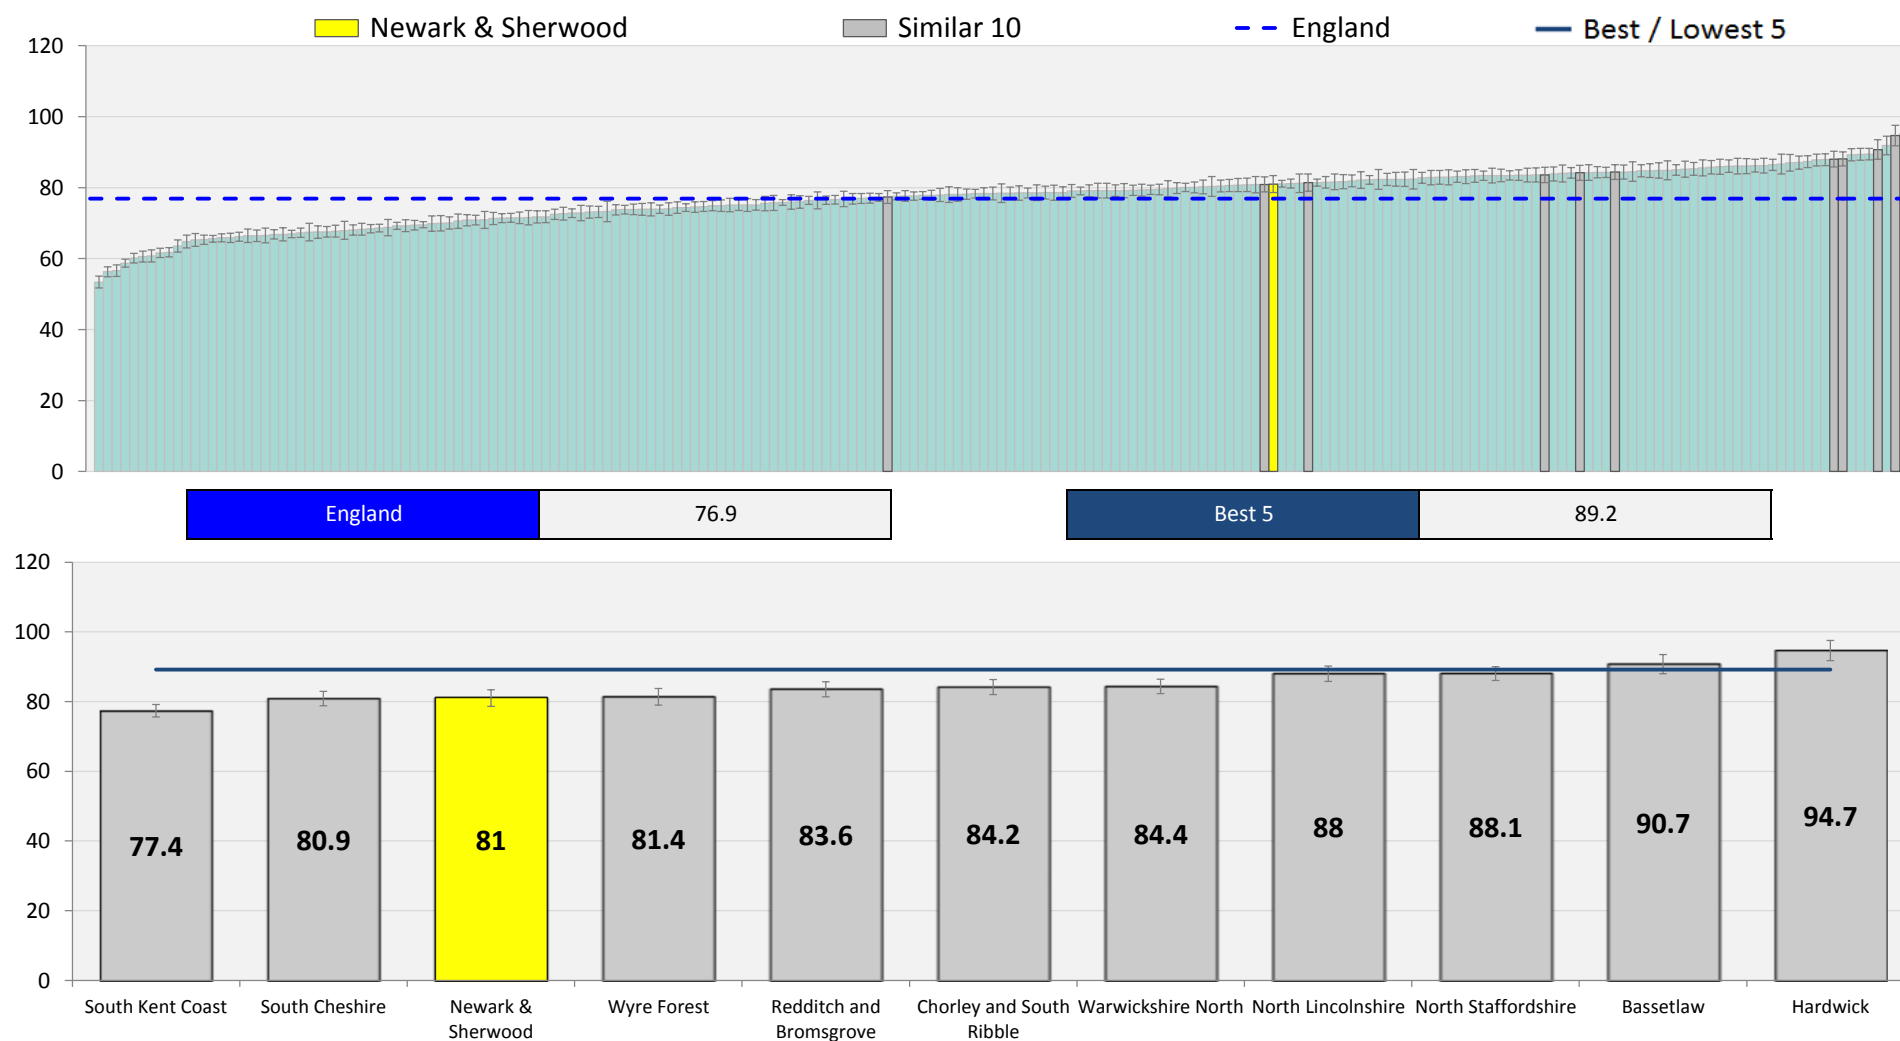 Newark & Sherwood
Similar 10
England
Best / Lowest 5
120
100
80
60
40
20
0
England
76.9
Best 5
89.2
120
100
80
60
40
20
0
77.4
80.9
81
81.4
83.6
84.2
84.4
88
88.1
90.7
94.7
South Kent Coast
South Cheshire
Newark &
Sherwood
Wyre Forest
Redditch and
Bromsgrove
Chorley and South
Ribble
Warwickshire North
North Lincolnshire
North Staffordshire
Bassetlaw
Hardwick